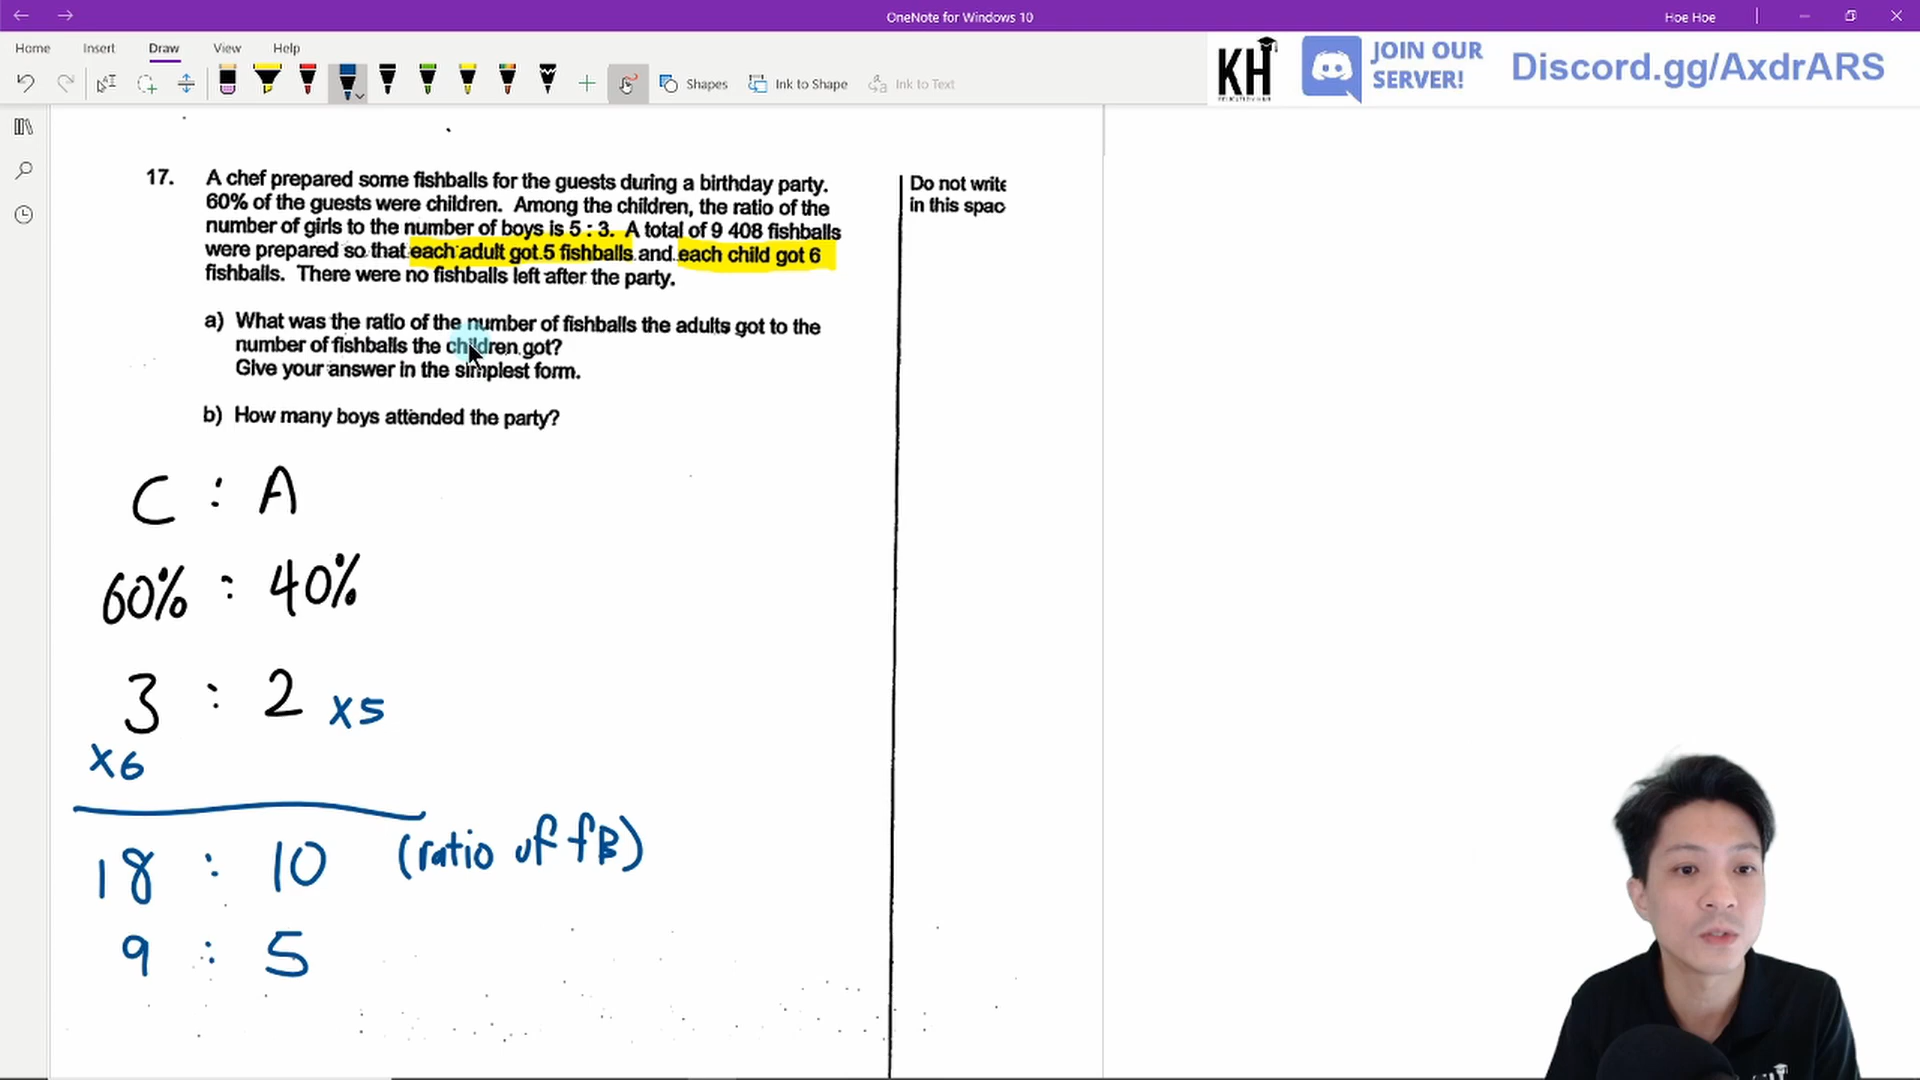 OneNote for Windows 10
Hoe Hoe
Home Insert Draw View Help
Shapes
Ink to Shape
Ink to Text
KH
JOIN OUR
SERVER!
Discord.gg/AxdrARS
17. A chef prepared some fishballs for the guests during a birthday party.
60% of the guests were children. Among the children, the ratio of the
number of girls to the number of boys is 5 : 3. A total of 9 408 fishballs
were prepared so that each adult got 5 fishballs and each child got 6
fishballs. There were no fishballs left after the party.
Do not write
in this spac
a) What was the ratio of the number of fishballs the adults got to the
number of fishballs the children got?
Give your answer in the simplest form.
b) How many boys attended the party?
C : A
60% : 40%
3 : 2 x5
x6
18 : 10 (ratio of fB)
9 : 5